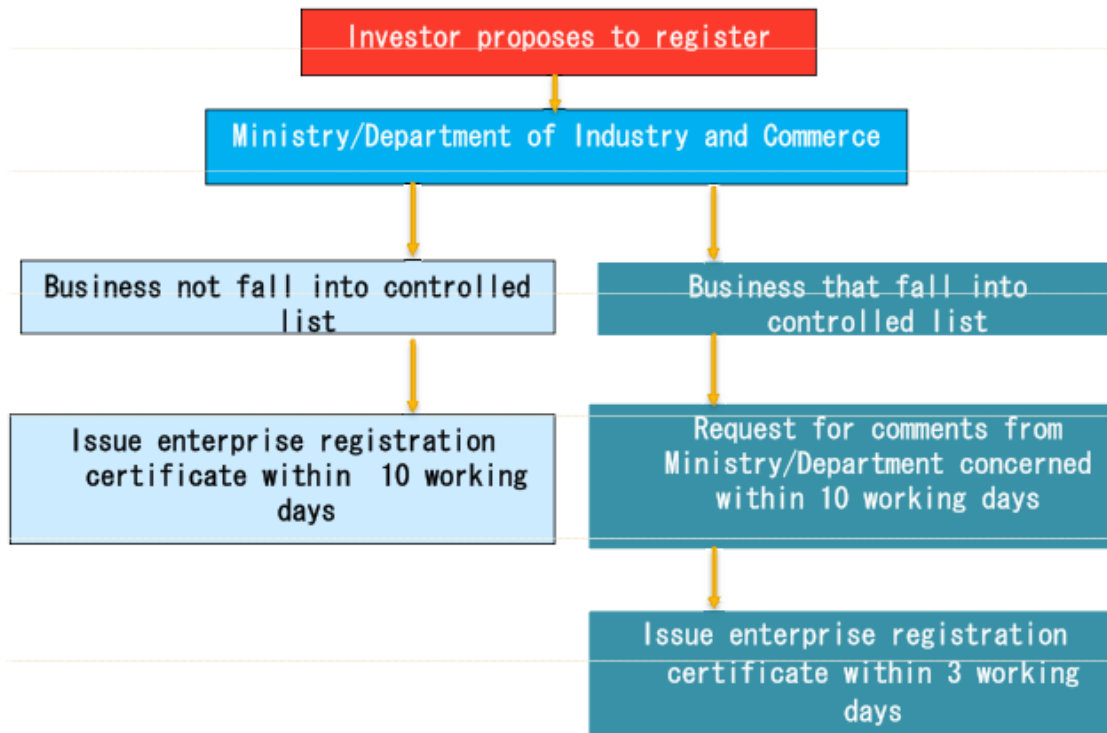 Investor proposes to register
Ministry/Department of Industry and Commerce
Business not fall into controlled
list
Business that fall into
controlled list
Issue enterprise registration
certificate within 10 working
days
Request for comments from
Ministry/Department concerned
within 10 working days
Issue enterprise registration
certificate within 3 working
days